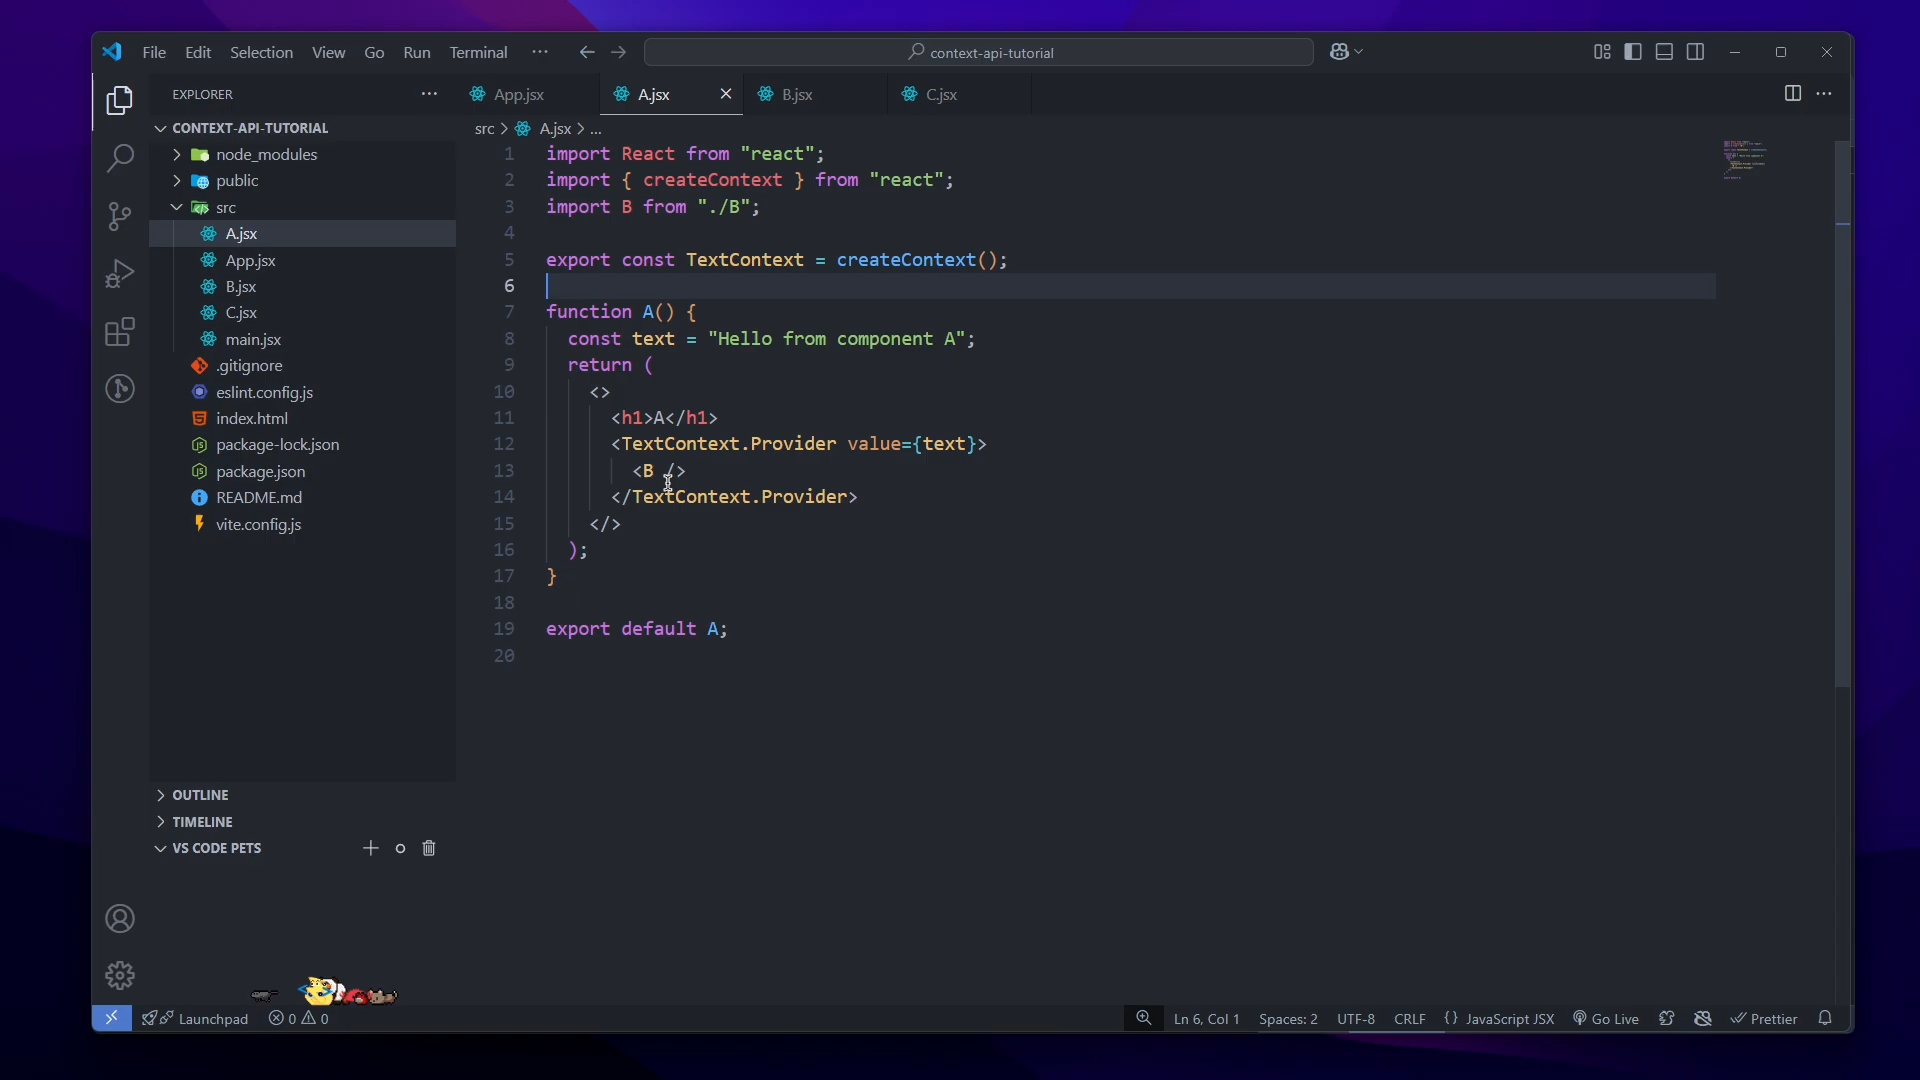 File Edit Selection View Go Run Terminal ···
context-api-tutorial
EXPLORER
App.jsx
A.jsx
B.jsx
C.jsx
CONTEXT-API-TUTORIAL
node_modules
public
src
A.jsx
App.jsx
B.jsx
C.jsx
main.jsx
.gitignore
eslint.config.js
index.html
package-lock.json
package.json
README.md
vite.config.js
OUTLINE
TIMELINE
VS CODE PETS
src > A.jsx > ...
1 import React from "react";
2 import { createContext } from "react";
3 import B from "./B";
4
5 export const TextContext = createContext();
6
7 function A() {
8 const text = "Hello from component A";
9 return (
10 <>
11 <h1>A</h1>
12 <TextContext.Provider value={text}>
13 <B />
14 </TextContext.Provider>
15 </>
16 );
17 }
18
19 export default A;
20
Launchpad 0 0 Ln 6, Col 1 Spaces: 2 UTF-8 CRLF {} JavaScript JSX Go Live Prettier